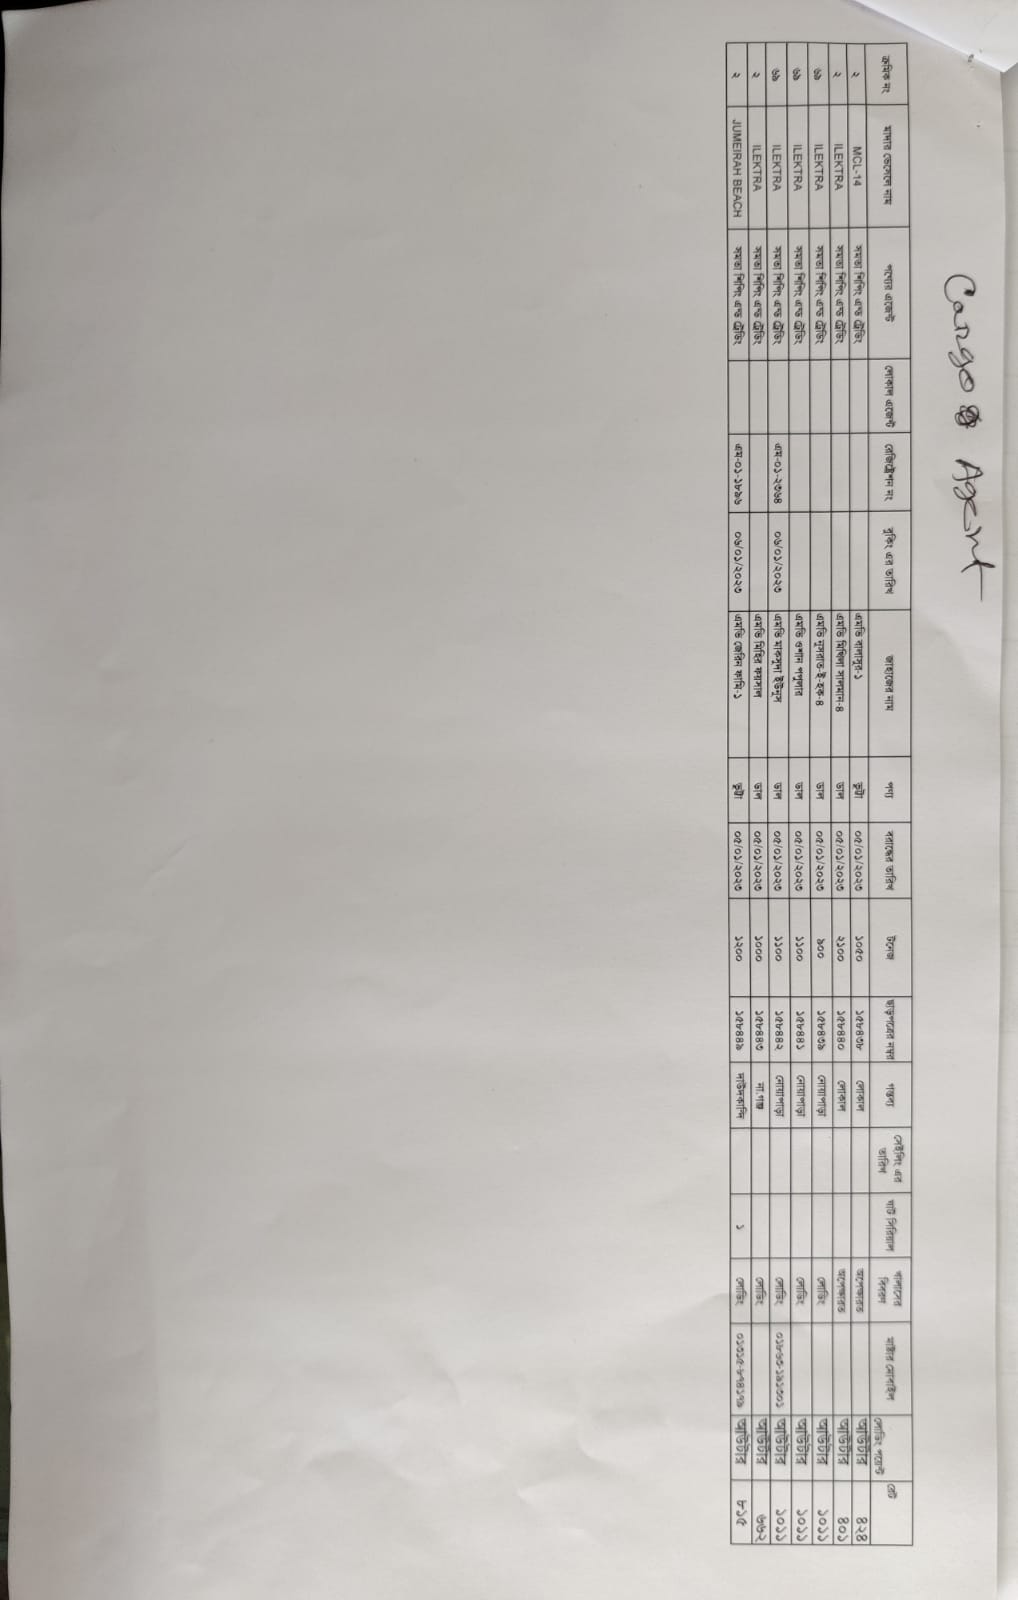 Cargo Agent
ক্রমিক নং মাদার ভেসেলে নাম পণ্যের এজেন্ট লোকাল এজেন্ট রেজিষ্ট্রেশন নং বুকিং এর তারিখ জাহাজের নাম পণ্য বরাদ্ধের তারিখ টনেজ ছাড়পত্রের নম্বর গন্তব্য সেইলিং এর তারিখ ঘাট সিরিয়াল খালাসের বিবরণ মাষ্টার মোবাইল লোডিং পয়েন্ট রেট
২ MCL-14 সমতা শিপিং এন্ড ট্রেডিং এমভি বালাসুর-১ ভূট্টা ০৫/০১/২০২৩ ১০৫০ ১৫৮৪৩৮ লোকাল অপেক্ষারত আউটার ৪২৪
২ ILEKTRA সমতা শিপিং এন্ড ট্রেডিং এমভি মিথিলা সালমান-৪ ডাল ০৫/০১/২০২৩ ২১০০ ১৫৮৪৪০ লোকাল অপেক্ষারত আউটার ৪০১
৬৯ ILEKTRA সমতা শিপিং এন্ড ট্রেডিং এমভি নুসরাত-ই-হক-৪ ডাল ০৫/০১/২০২৩ ৯০০ ১৫৮৪৩৯ নোয়াপাড়া লোডিং আউটার ১০১১
৬৯ ILEKTRA সমতা শিপিং এন্ড ট্রেডিং এমভি ওশান পপুলার ডাল ০৫/০১/২০২৩ ১১০০ ১৫৮৪৪১ নোয়াপাড়া লোডিং আউটার ১০১১
৬৯ ILEKTRA সমতা শিপিং এন্ড ট্রেডিং এম-০১-২৩৬৪ ০৬/০১/২০২৩ এমভি মাকসুদা ইউনুস ডাল ০৫/০১/২০২৩ ১১০০ ১৫৮৪৪২ নোয়াপাড়া লোডিং আউটার ১০১১
২ ILEKTRA সমতা শিপিং এন্ড ট্রেডিং এমভি মিহির ফয়সাল ডাল ০৫/০১/২০২৩ ১০০০ ১৫৮৪৪৩ না.গঞ্জ লোডিং আউটার ৬৬২
২ JUMEIRAH BEACH সমতা শিপিং এন্ড ট্রেডিং এম-০১-১৮৯৬ ০৬/০১/২০২৩ এমভি জেরিন ফামি-১ ভূট্টা ০৫/০১/২০২৩ ১২০০ ১৫৮৪৪৯ দাউদকান্দি ১ লোডিং আউটার ৮১৫